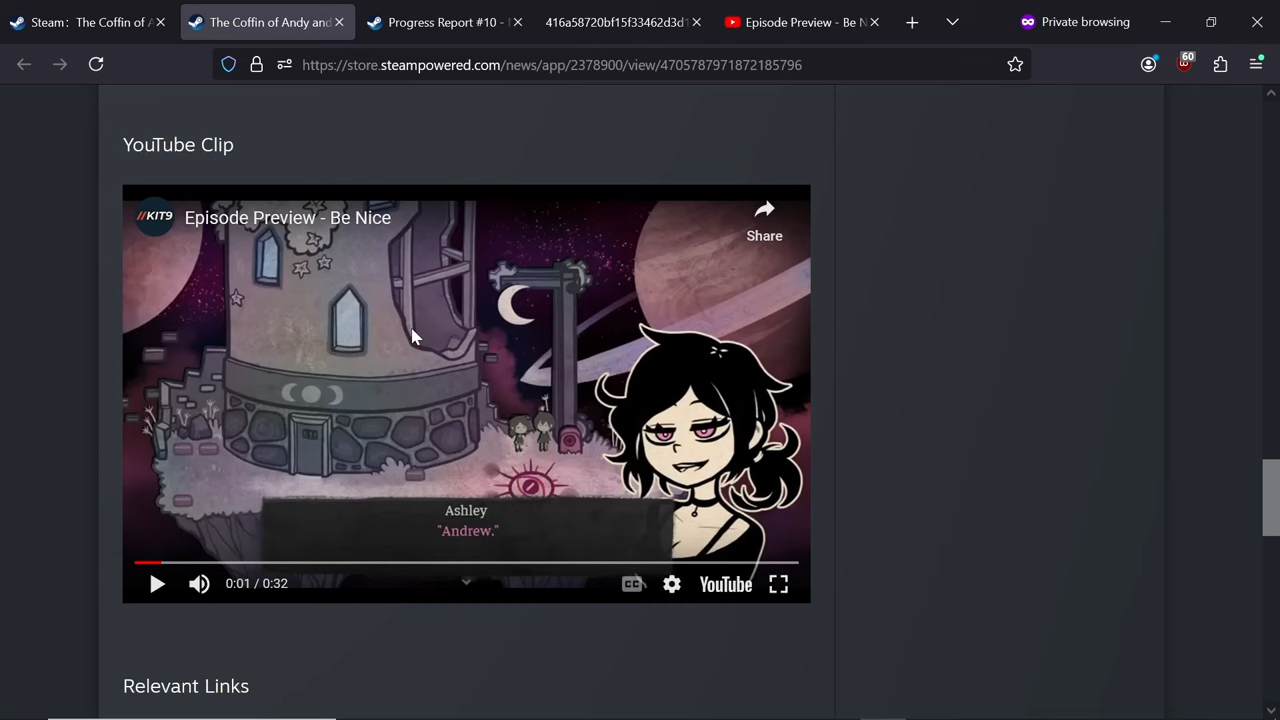 Steam : The Coffin of A
The Coffin of Andy and
Progress Report #10 -
416a58720bf15f33462d3d1
Episode Preview - Be N
Private browsing
https://store.steampowered.com/news/app/2378900/view/4705787971872185796
60
YouTube Clip
//KIT9
Episode Preview - Be Nice
Share
Ashley
"Andrew."
0:01 / 0:32
CC
YouTube
Relevant Links